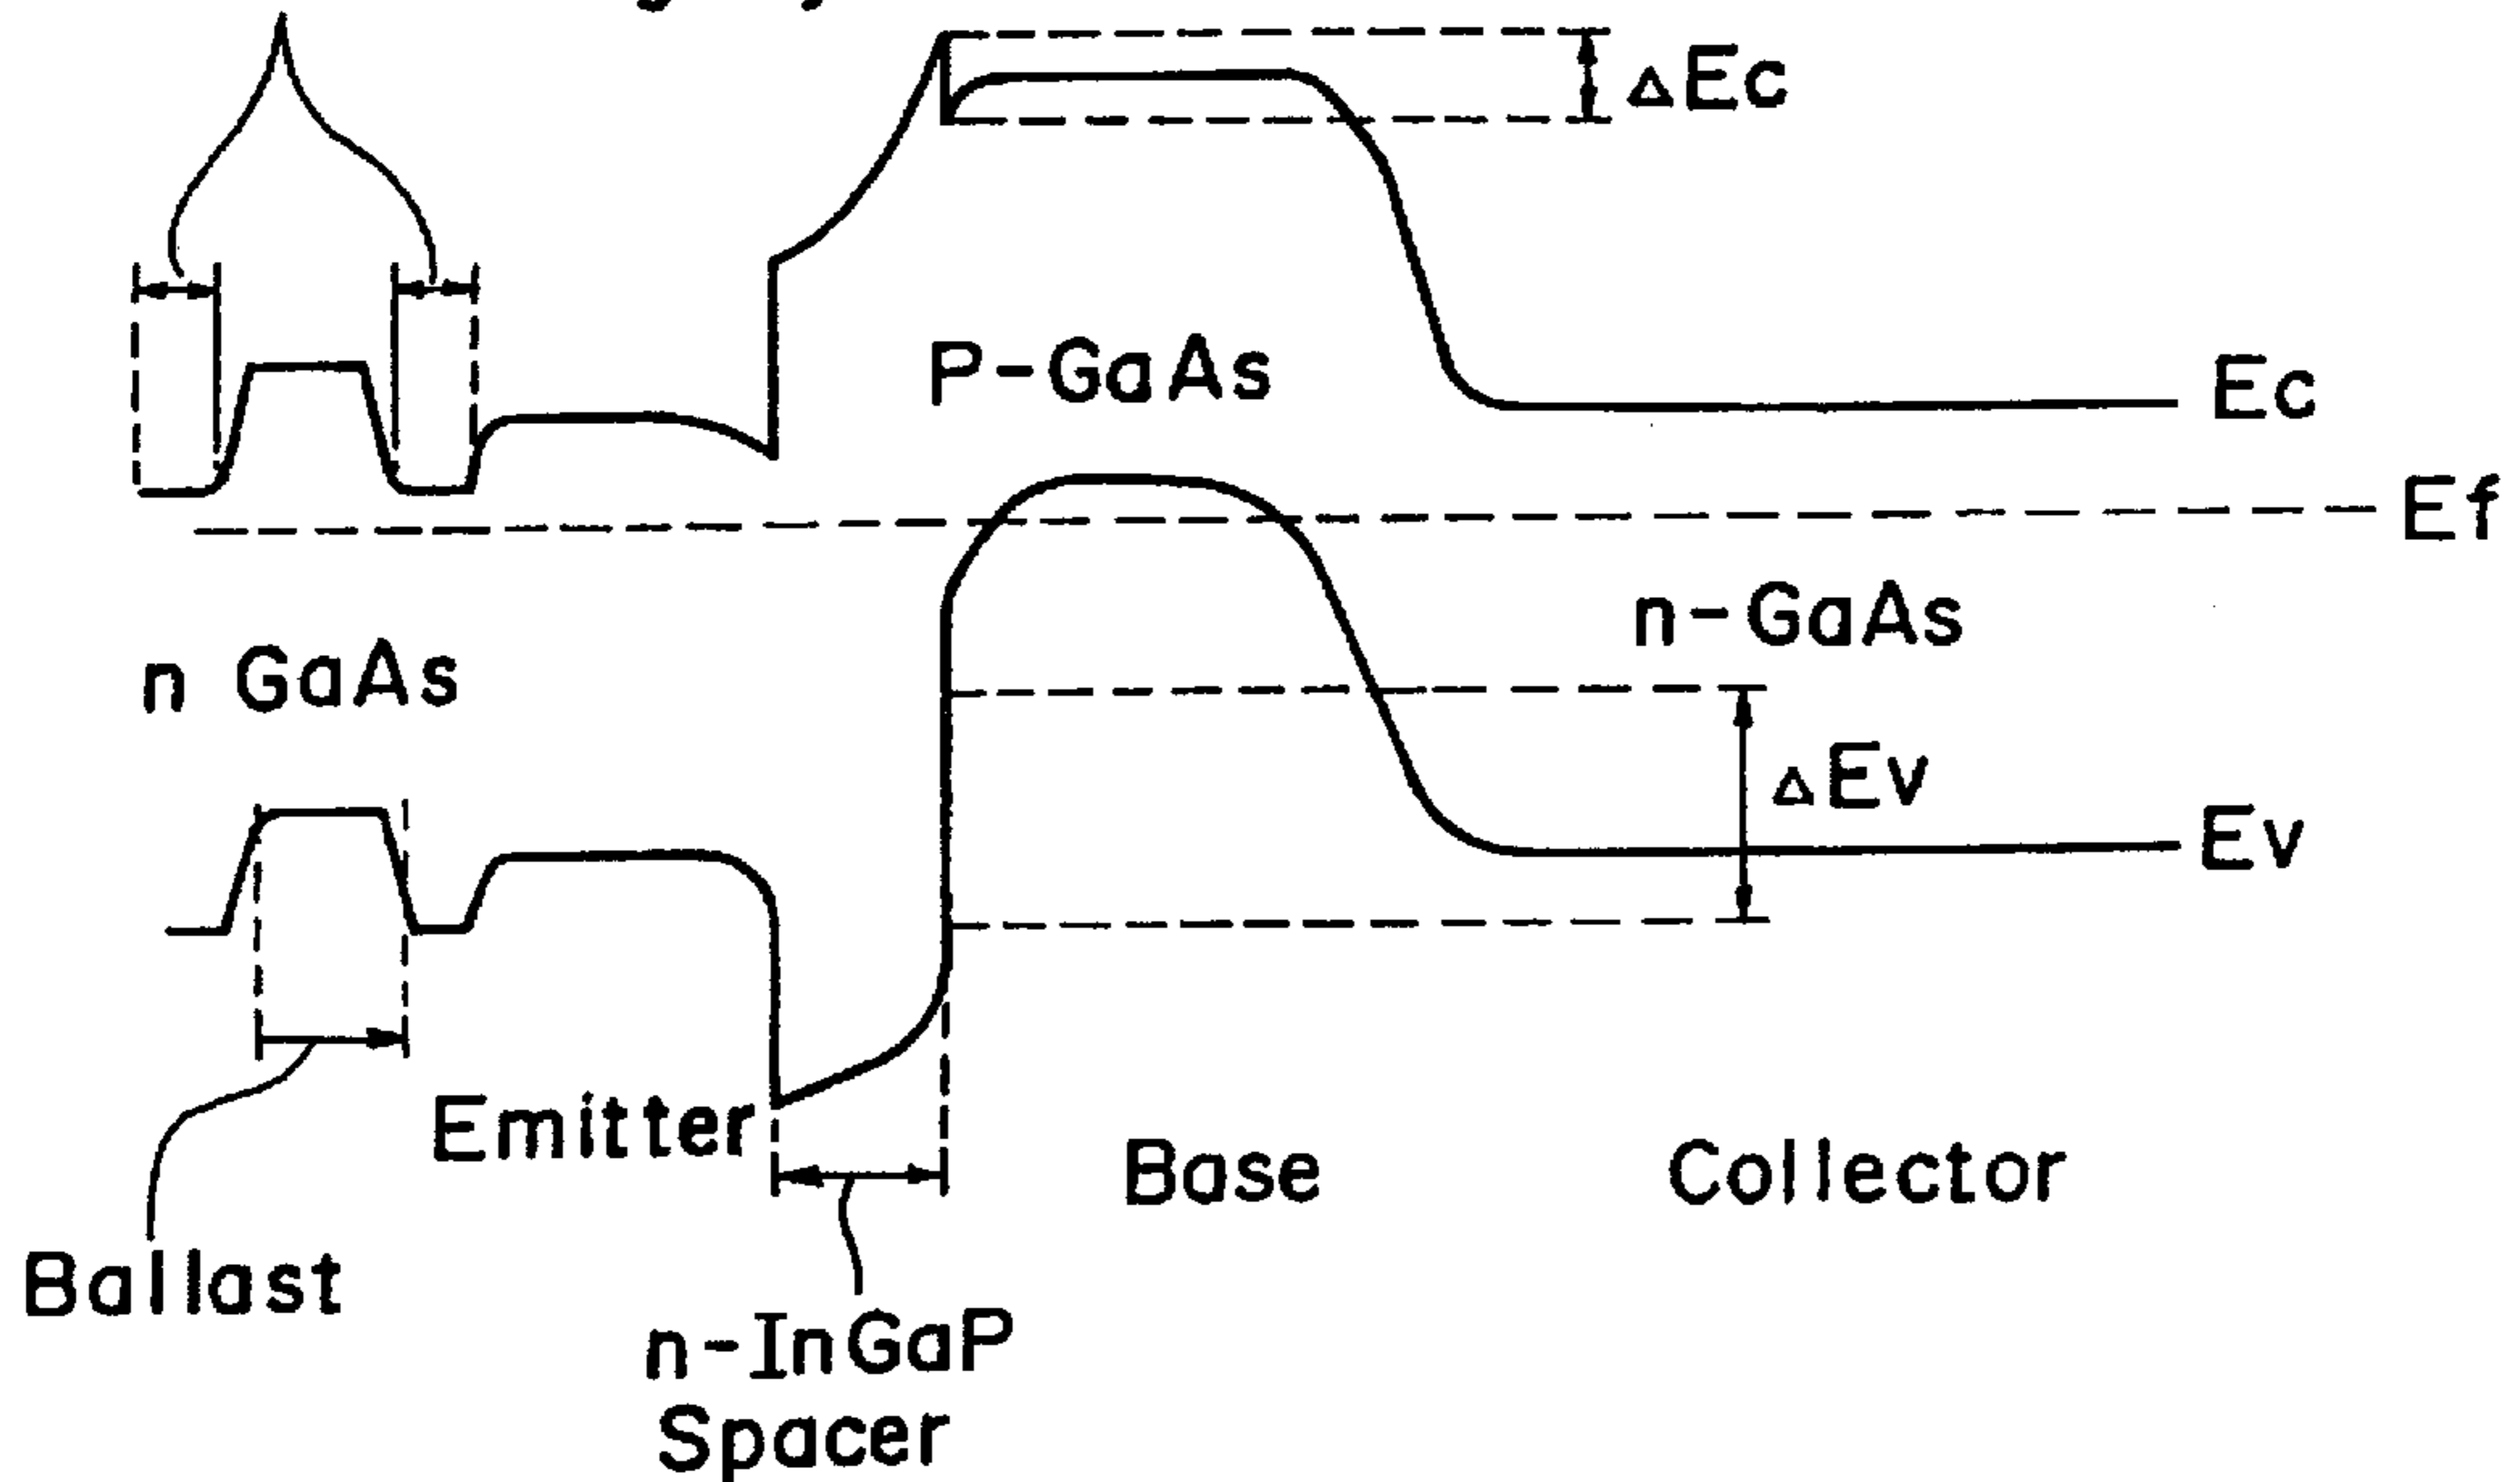 ΔEc
P-GaAs
Ec
Ef
n-GaAs
n GaAs
ΔEv
Ev
Emitter
Base
Collector
Ballast
n-InGaP
Spacer